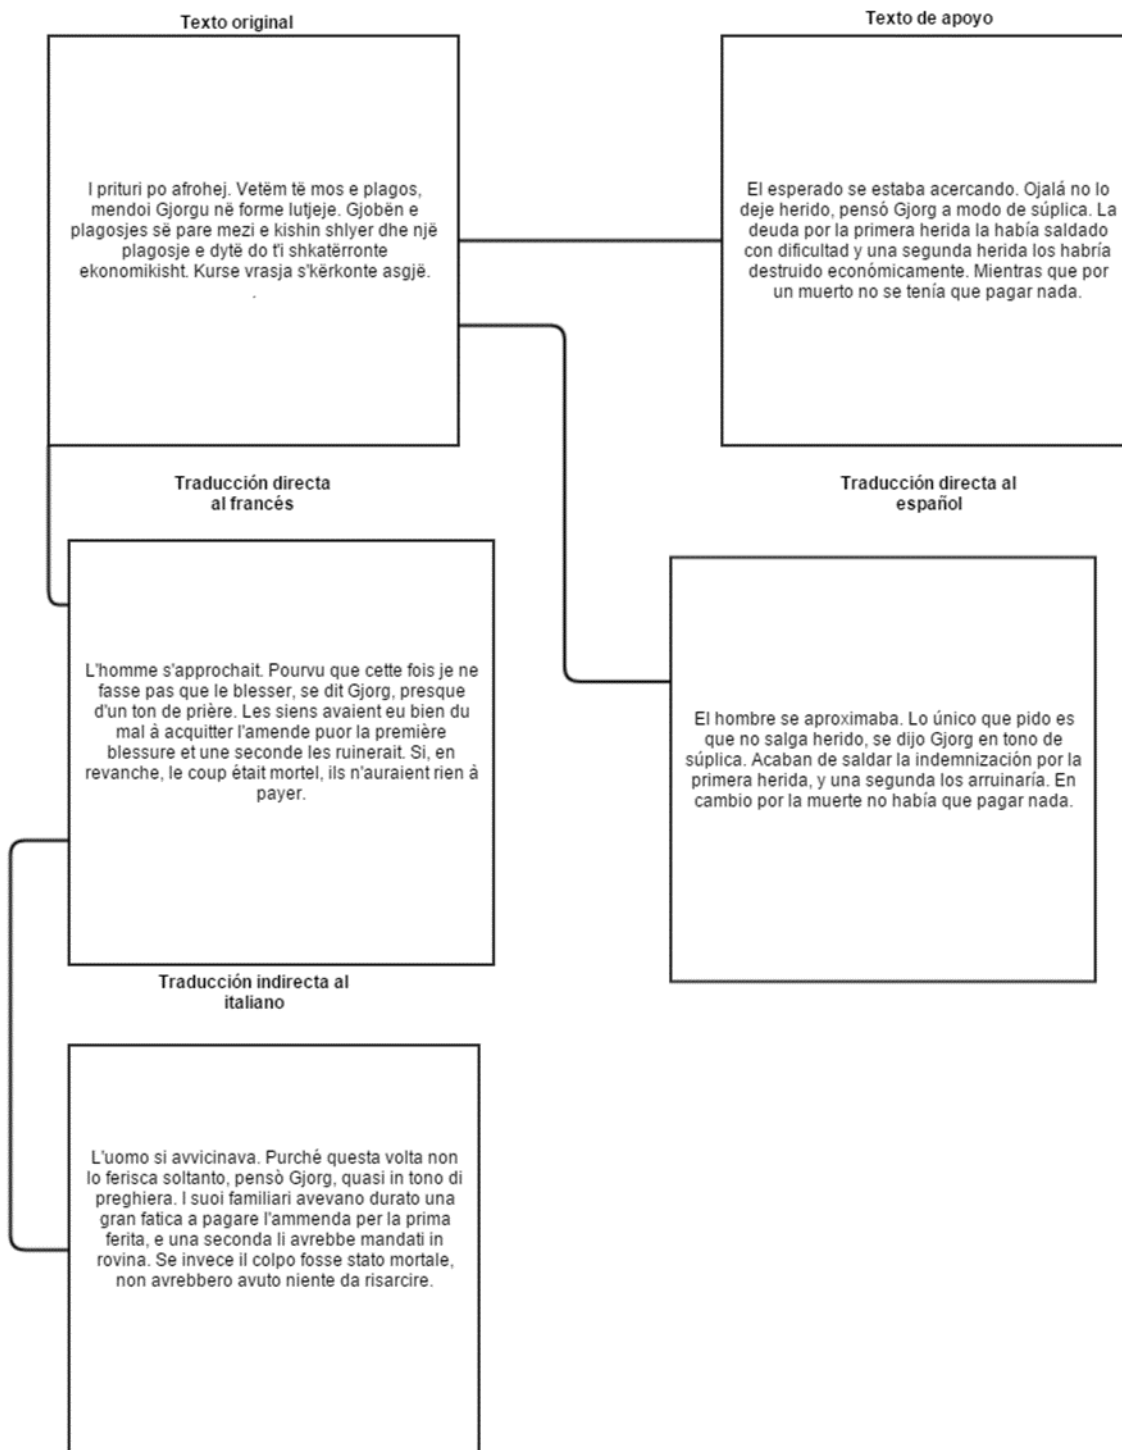 Texto original
I prituri po afrohej. Vetëm të mos e plagos,
mendoi Gjorgu në forme lutjeje. Gjobën e
plagosjes së pare mezi e kishin shlyer dhe një
plagosje e dytë do t'i shkatërronte
ekonomikisht. Kurse vrasja s'kërkonte asgjë.
.
Texto de apoyo
El esperado se estaba acercando. Ojalá no lo
deje herido, pensó Gjorg a modo de súplica. La
deuda por la primera herida la había saldado
con dificultad y una segunda herida los habría
destruido económicamente. Mientras que por
un muerto no se tenía que pagar nada.
Traducción directa
al francés
L'homme s'approchait. Pourvu que cette fois je ne
fasse pas que le blesser, se dit Gjorg, presque
d'un ton de prière. Les siens avaient eu bien du
mal à acquitter l'amende puor la première
blessure et une seconde les ruinerait. Si, en
revanche, le coup était mortel, ils n'auraient rien à
payer.
Traducción directa al
español
El hombre se aproximaba. Lo único que pido es
que no salga herido, se dijo Gjorg en tono de
súplica. Acaban de saldar la indemnización por la
primera herida, y una segunda los arruinaría. En
cambio por la muerte no había que pagar nada.
Traducción indirecta al
italiano
L'uomo si avvicinava. Purché questa volta non
lo ferisca soltanto, pensò Gjorg, quasi in tono di
preghiera. I suoi familiari avevano durato una
gran fatica a pagare l'ammenda per la prima
ferita, e una seconda li avrebbe mandati in
rovina. Se invece il colpo fosse stato mortale,
non avrebbero avuto niente da risarcire.